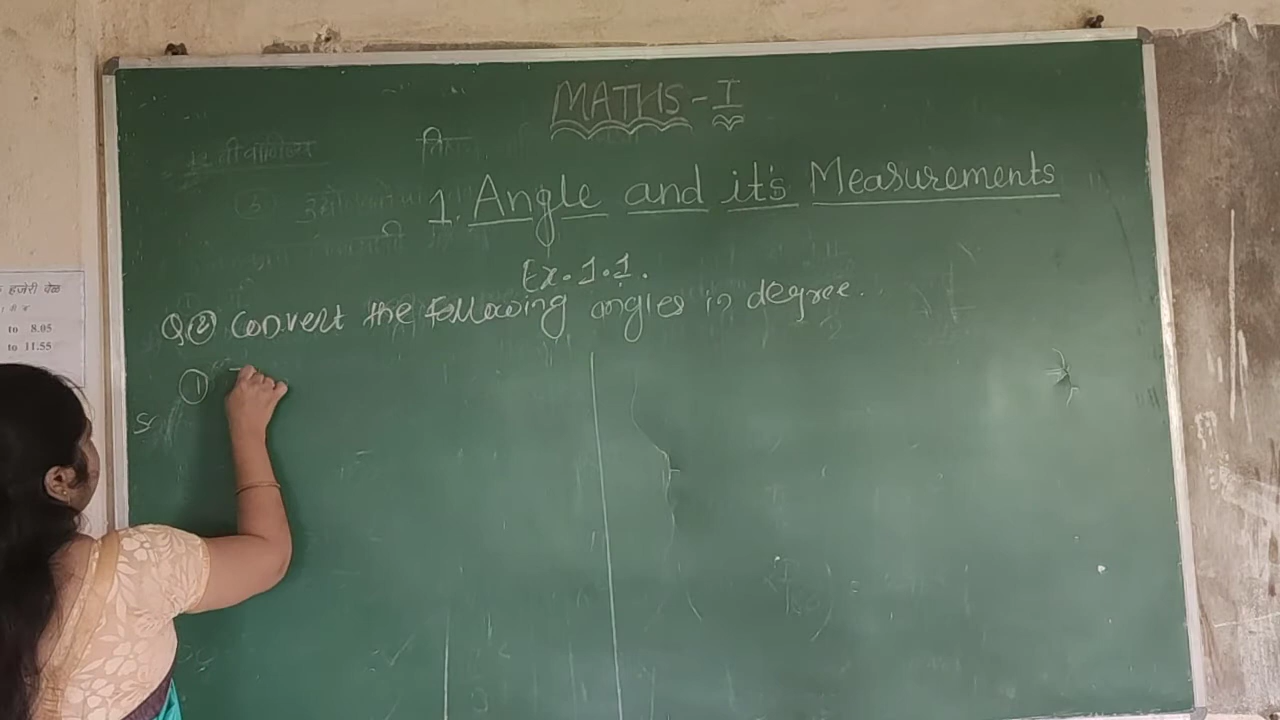 MATHS - I
1. Angle and it's Measurements
Ex. 1.1.
Q ② Convert the following angles in degree.
①
हजेरी वेळ
to 8.05
to 11.55